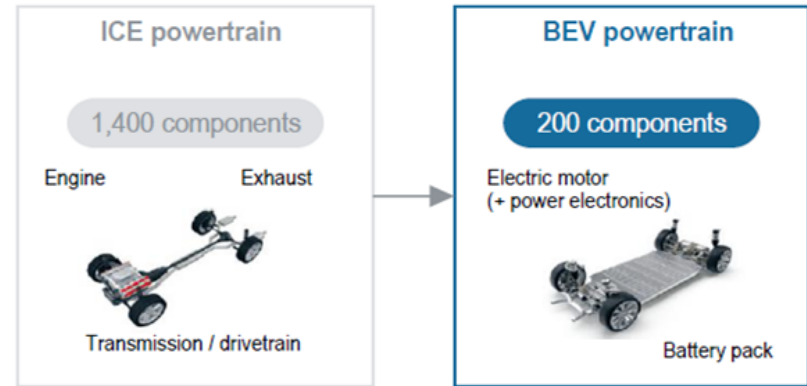 ICE powertrain
1,400 components
Engine
Exhaust
Transmission / drivetrain
BEV powertrain
200 components
Electric motor
(+ power electronics)
Battery pack